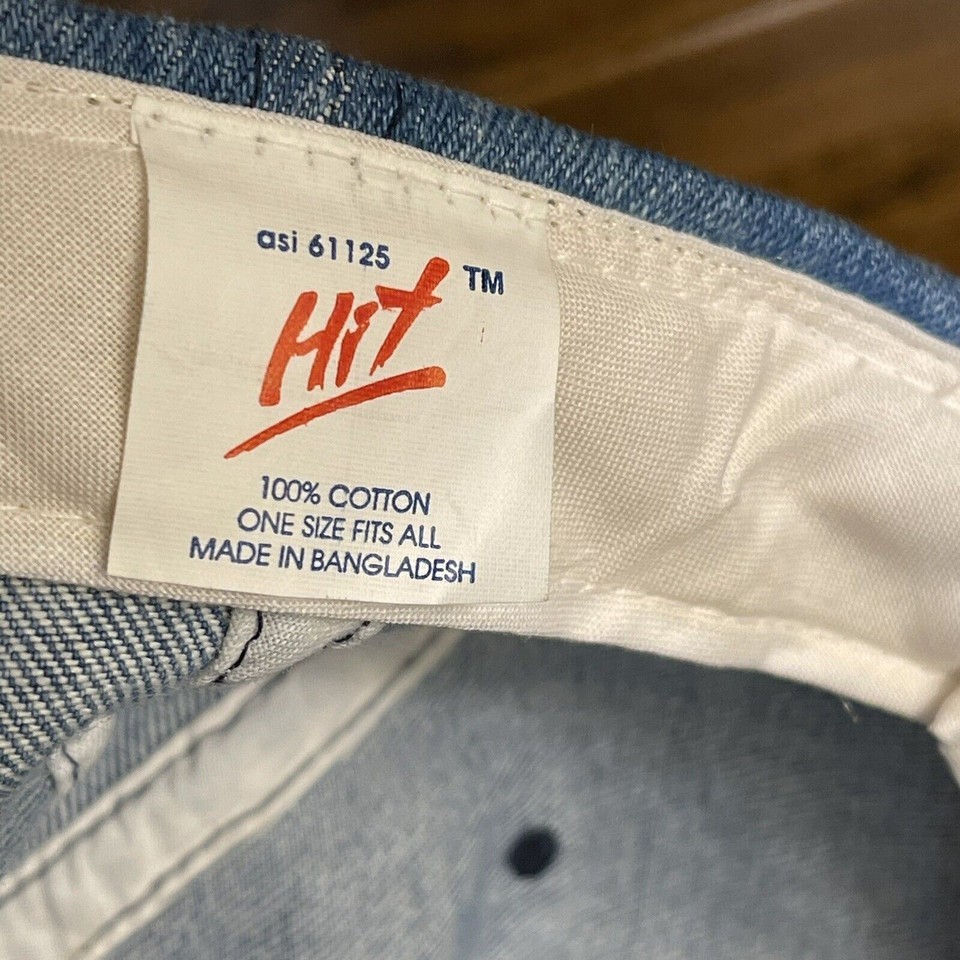 asi 61125
Hit TM
100% COTTON
ONE SIZE FITS ALL
MADE IN BANGLADESH